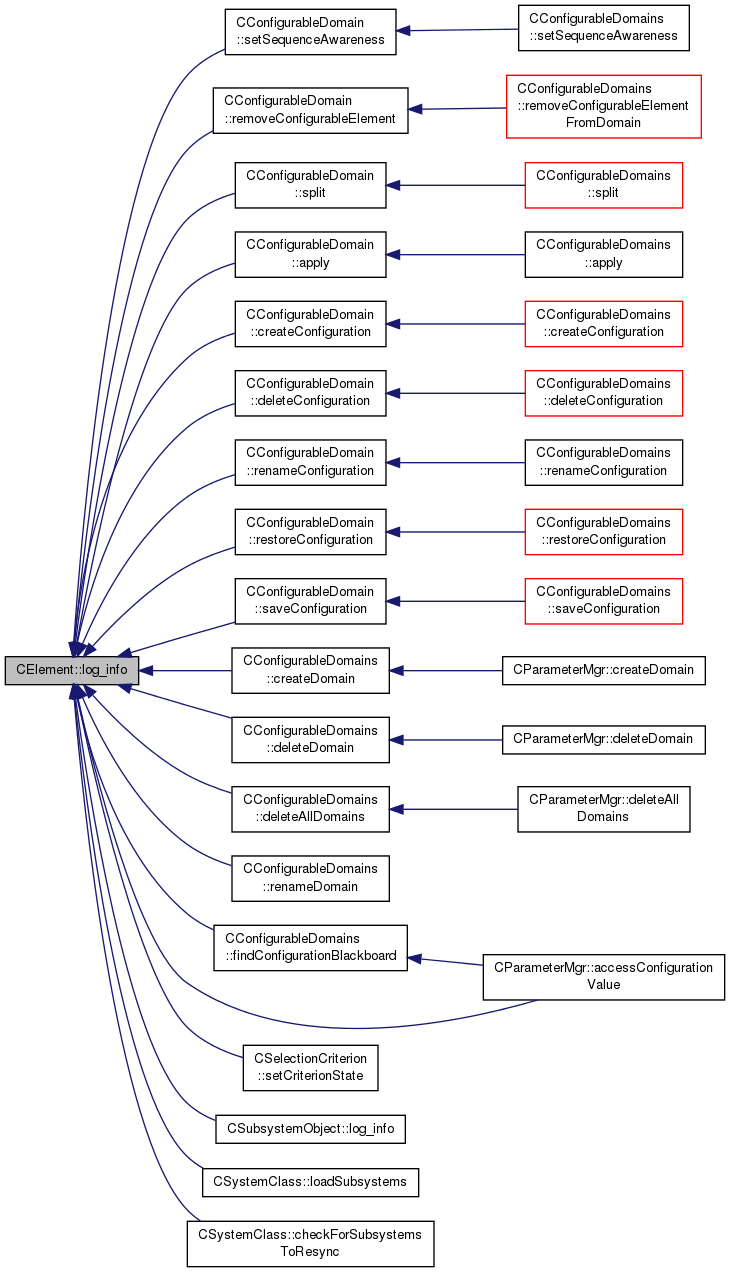 CConfigurableDomain
::setSequenceAwareness
CConfigurableDomains
::setSequenceAwareness
CConfigurableDomain
::removeConfigurableElement
CConfigurableDomains
::removeConfigurableElement
FromDomain
CConfigurableDomain
::split
CConfigurableDomains
::split
CConfigurableDomain
::apply
CConfigurableDomains
::apply
CConfigurableDomain
::createConfiguration
CConfigurableDomains
::createConfiguration
CConfigurableDomain
::deleteConfiguration
CConfigurableDomains
::deleteConfiguration
CConfigurableDomain
::renameConfiguration
CConfigurableDomains
::renameConfiguration
CConfigurableDomain
::restoreConfiguration
CConfigurableDomains
::restoreConfiguration
CConfigurableDomain
::saveConfiguration
CConfigurableDomains
::saveConfiguration
CElement::log_info
CConfigurableDomains
::createDomain
CParameterMgr::createDomain
CConfigurableDomains
::deleteDomain
CParameterMgr::deleteDomain
CConfigurableDomains
::deleteAllDomains
CParameterMgr::deleteAll
Domains
CConfigurableDomains
::renameDomain
CConfigurableDomains
::findConfigurationBlackboard
CParameterMgr::accessConfiguration
Value
CSelectionCriterion
::setCriterionState
CSubsystemObject::log_info
CSystemClass::loadSubsystems
CSystemClass::checkForSubsystems
ToResync